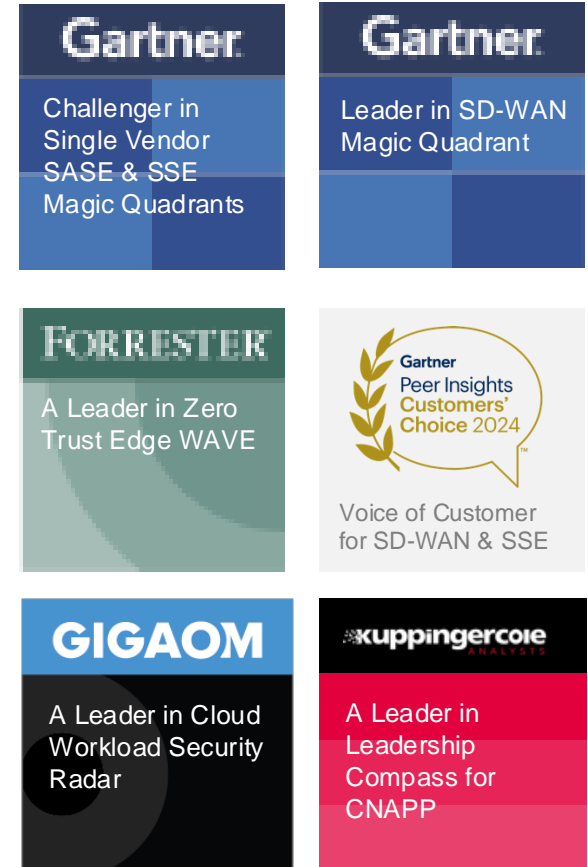 Gartner
Challenger in
Single Vendor
SASE & SSE
Magic Quadrants
Gartner
Leader in SD-WAN
Magic Quadrant
FORRESTER
A Leader in Zero
Trust Edge WAVE
Gartner
Peer Insights
Customers'
Choice 2024
TM
Voice of Customer
for SD-WAN & SSE
GIGAOM
A Leader in Cloud
Workload Security
Radar
kuppingercole
ANALYSTS
A Leader in
Leadership
Compass for
CNAPP